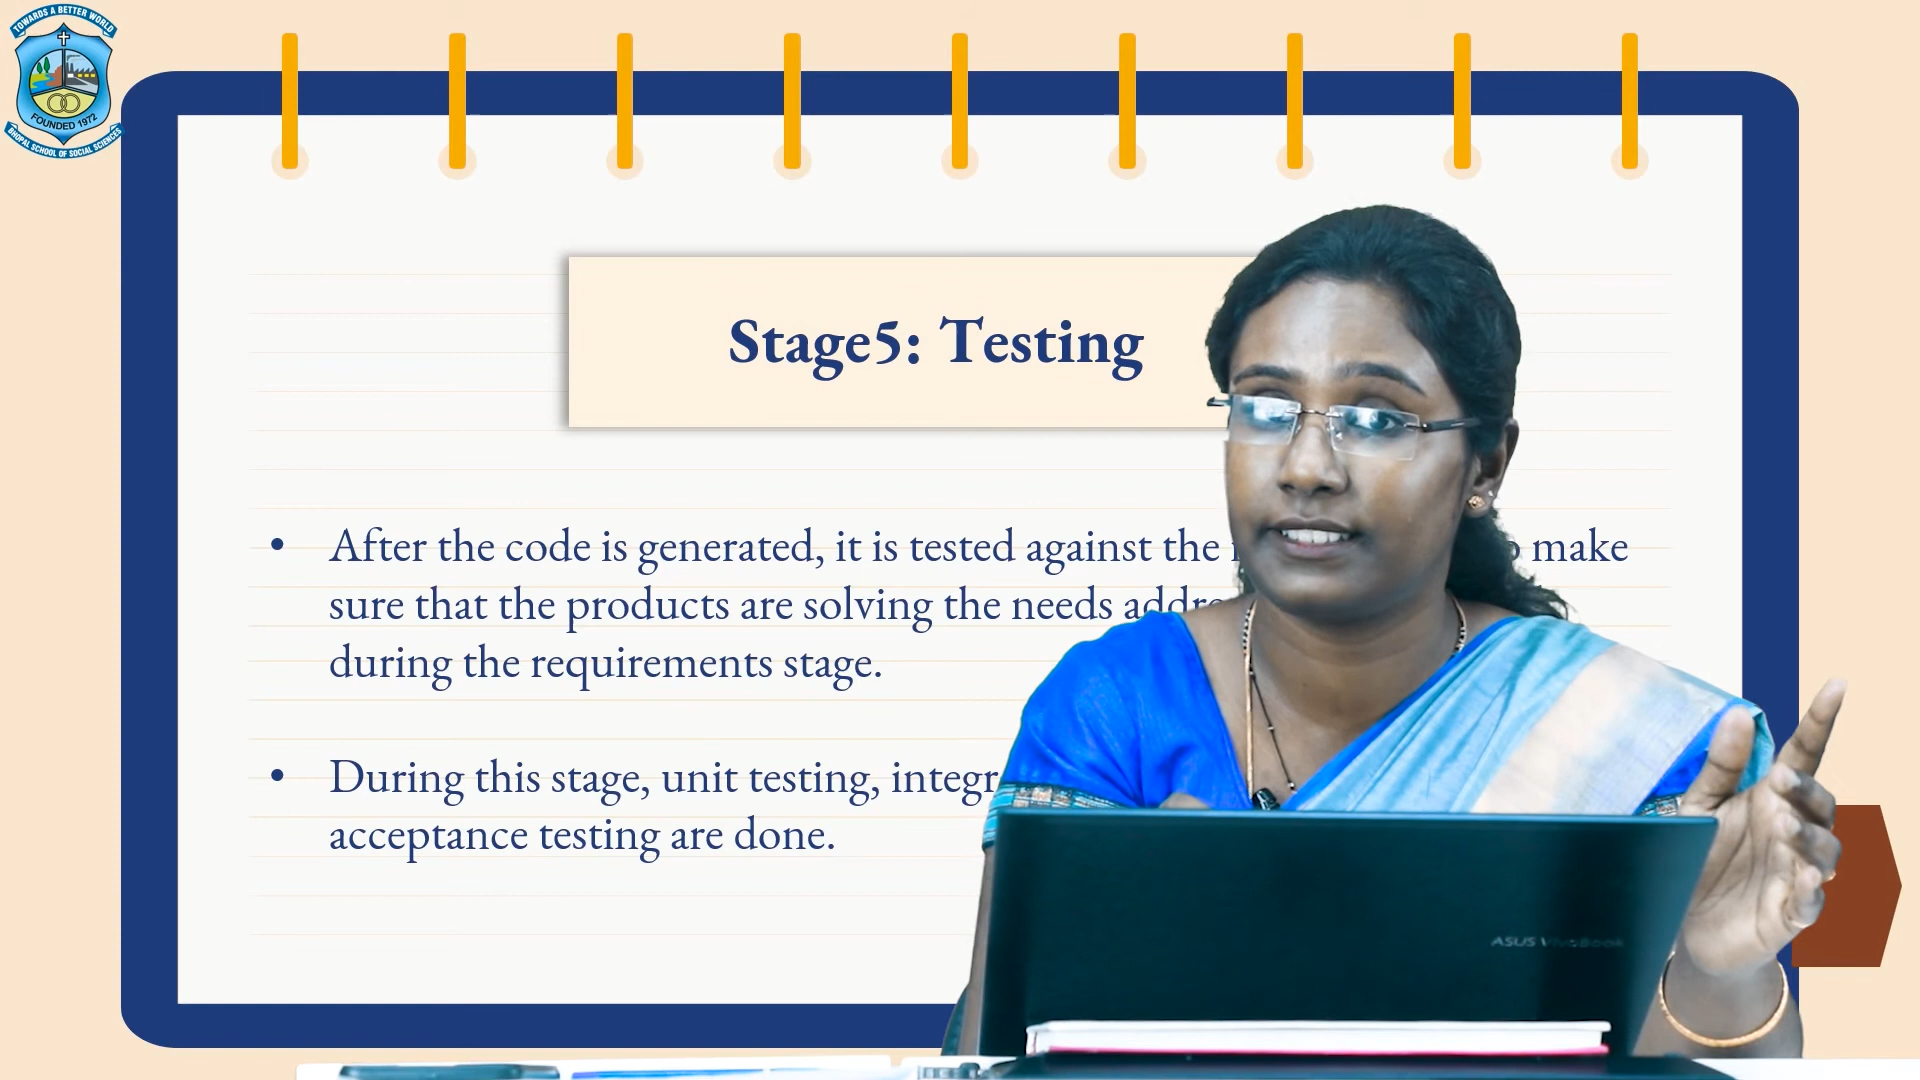 TOWARDS A BETTER WORLD
FOUNDED 1972
BHOPAL SCHOOL OF SOCIAL SCIENCES
Stage5: Testing
• After the code is generated, it is tested against the make
sure that the products are solving the needs
during the requirements stage.
• During this stage, unit testing,
acceptance testing are done.
ASUS VivoBook